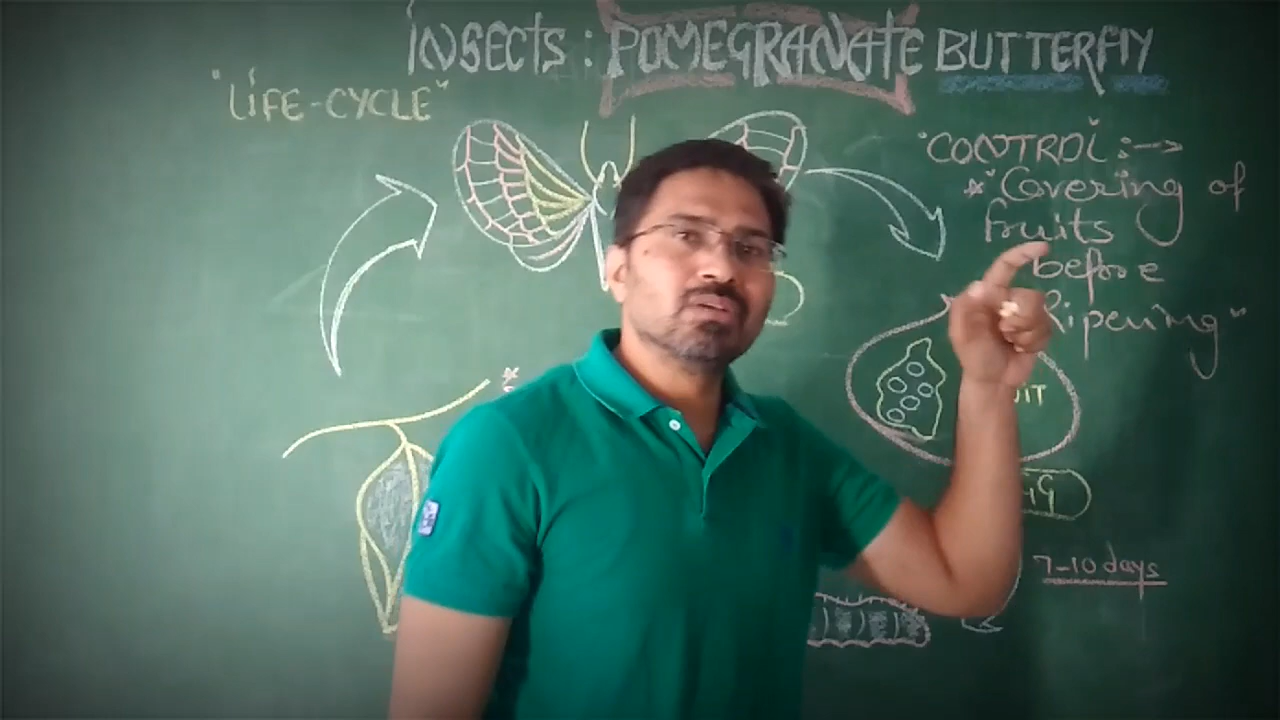 INSECTS : POMEGRANATE BUTTERFLY
"LIFE-CYCLE"
"CONTROL" :->
*"Covering of
fruits
before
Ripening"
7-10 days